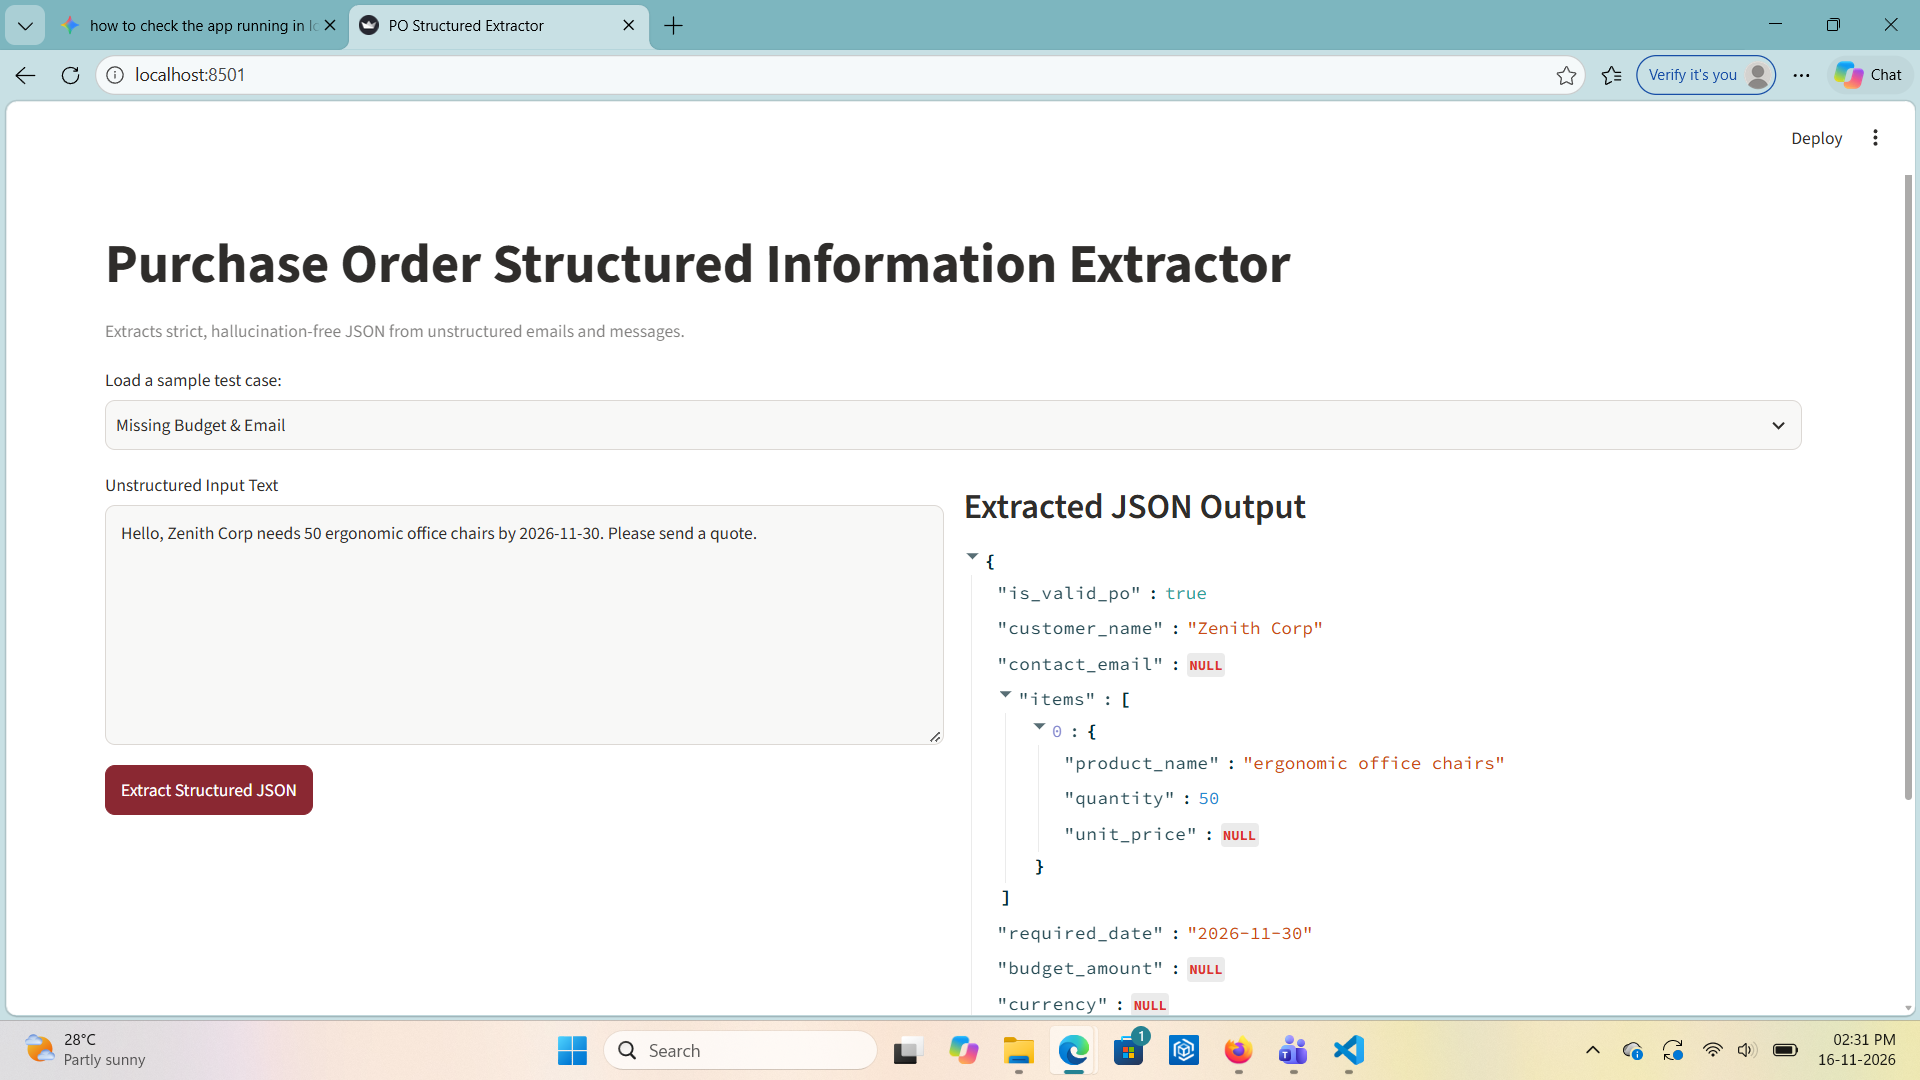 how to check the app running in lo
PO Structured Extractor
localhost:8501
Verify it's you
Chat
Deploy
Purchase Order Structured Information Extractor
Extracts strict, hallucination-free JSON from unstructured emails and messages.
Load a sample test case:
Missing Budget & Email
Unstructured Input Text
Hello, Zenith Corp needs 50 ergonomic office chairs by 2026-11-30. Please send a quote.
Extract Structured JSON
Extracted JSON Output
{
"is_valid_po" : true
"customer_name" : "Zenith Corp"
"contact_email" : NULL
"items" : [
0 : {
"product_name" : "ergonomic office chairs"
"quantity" : 50
"unit_price" : NULL
}
]
"required_date" : "2026-11-30"
"budget_amount" : NULL
"currency" : NULL
28°C
Partly sunny
Search
1
02:31 PM
16-11-2026